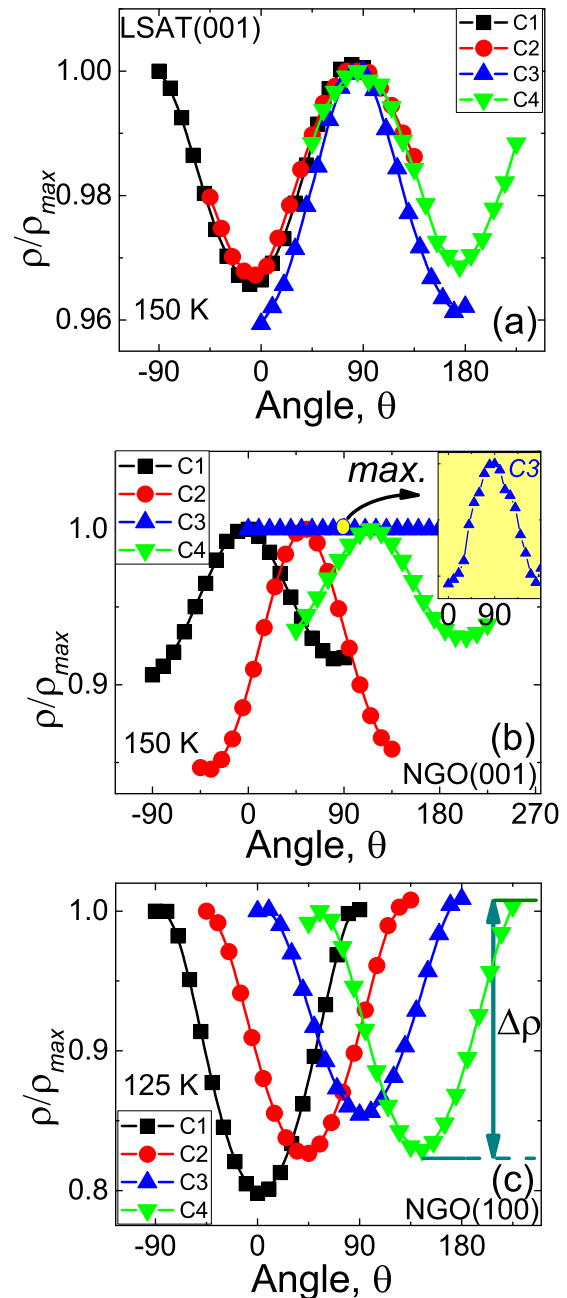 LSAT(001)
C1
C2
C3
C4
1.00
0.98
0.96
ρ/ρmax
150 K
(a)
-90 0 90 180
Angle, θ
C1
C2
C3
C4
max.
C3
0 90
1.0
0.9
ρ/ρmax
150 K
(b)
NGO(001)
-90 0 90 180 270
Angle, θ
1.0
0.9
0.8
ρ/ρmax
125 K
Δρ
C1
C2
C3
C4
(c)
NGO(100)
-90 0 90 180
Angle, θ